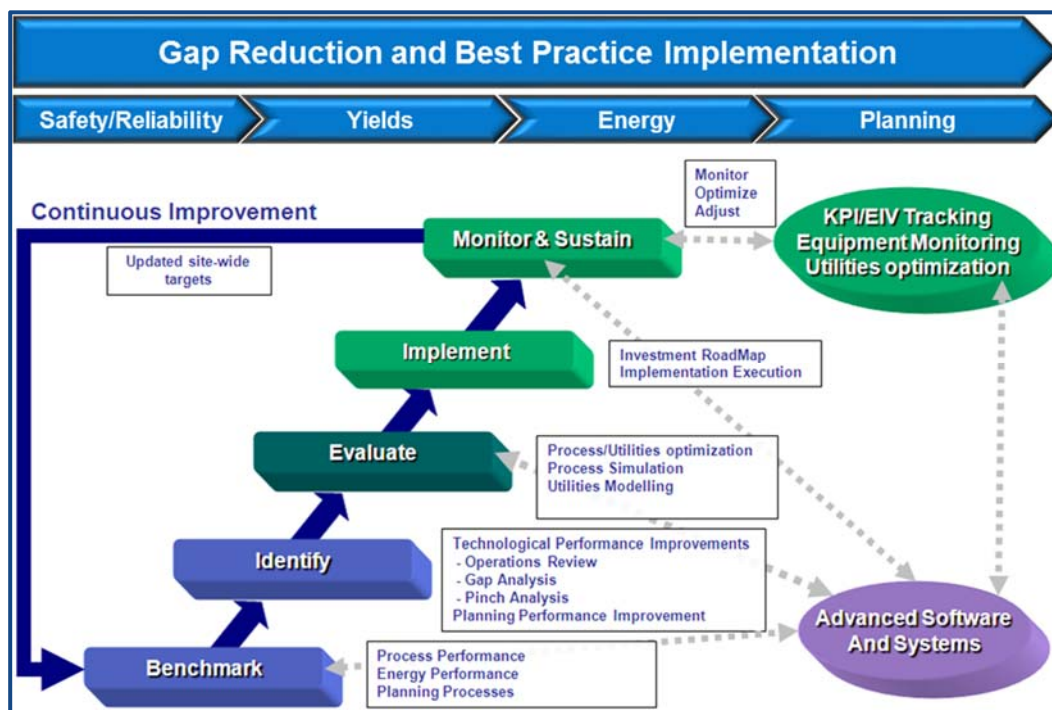 Gap Reduction and Best Practice Implementation
Safety/Reliability
Yields
Energy
Planning
Monitor
Optimize
Adjust
KPI/EIV Tracking
Equipment Monitoring
Utilities optimization
Continuous Improvement
Monitor & Sustain
Updated site-wide
targets
Implement
Investment RoadMap
Implementation Execution
Evaluate
Process/Utilities optimization
Process Simulation
Utilities Modelling
Identify
Technological Performance Improvements
- Operations Review
- Gap Analysis
- Pinch Analysis
Planning Performance Improvement
Advanced Software
And Systems
Benchmark
Process Performance
Energy Performance
Planning Processes